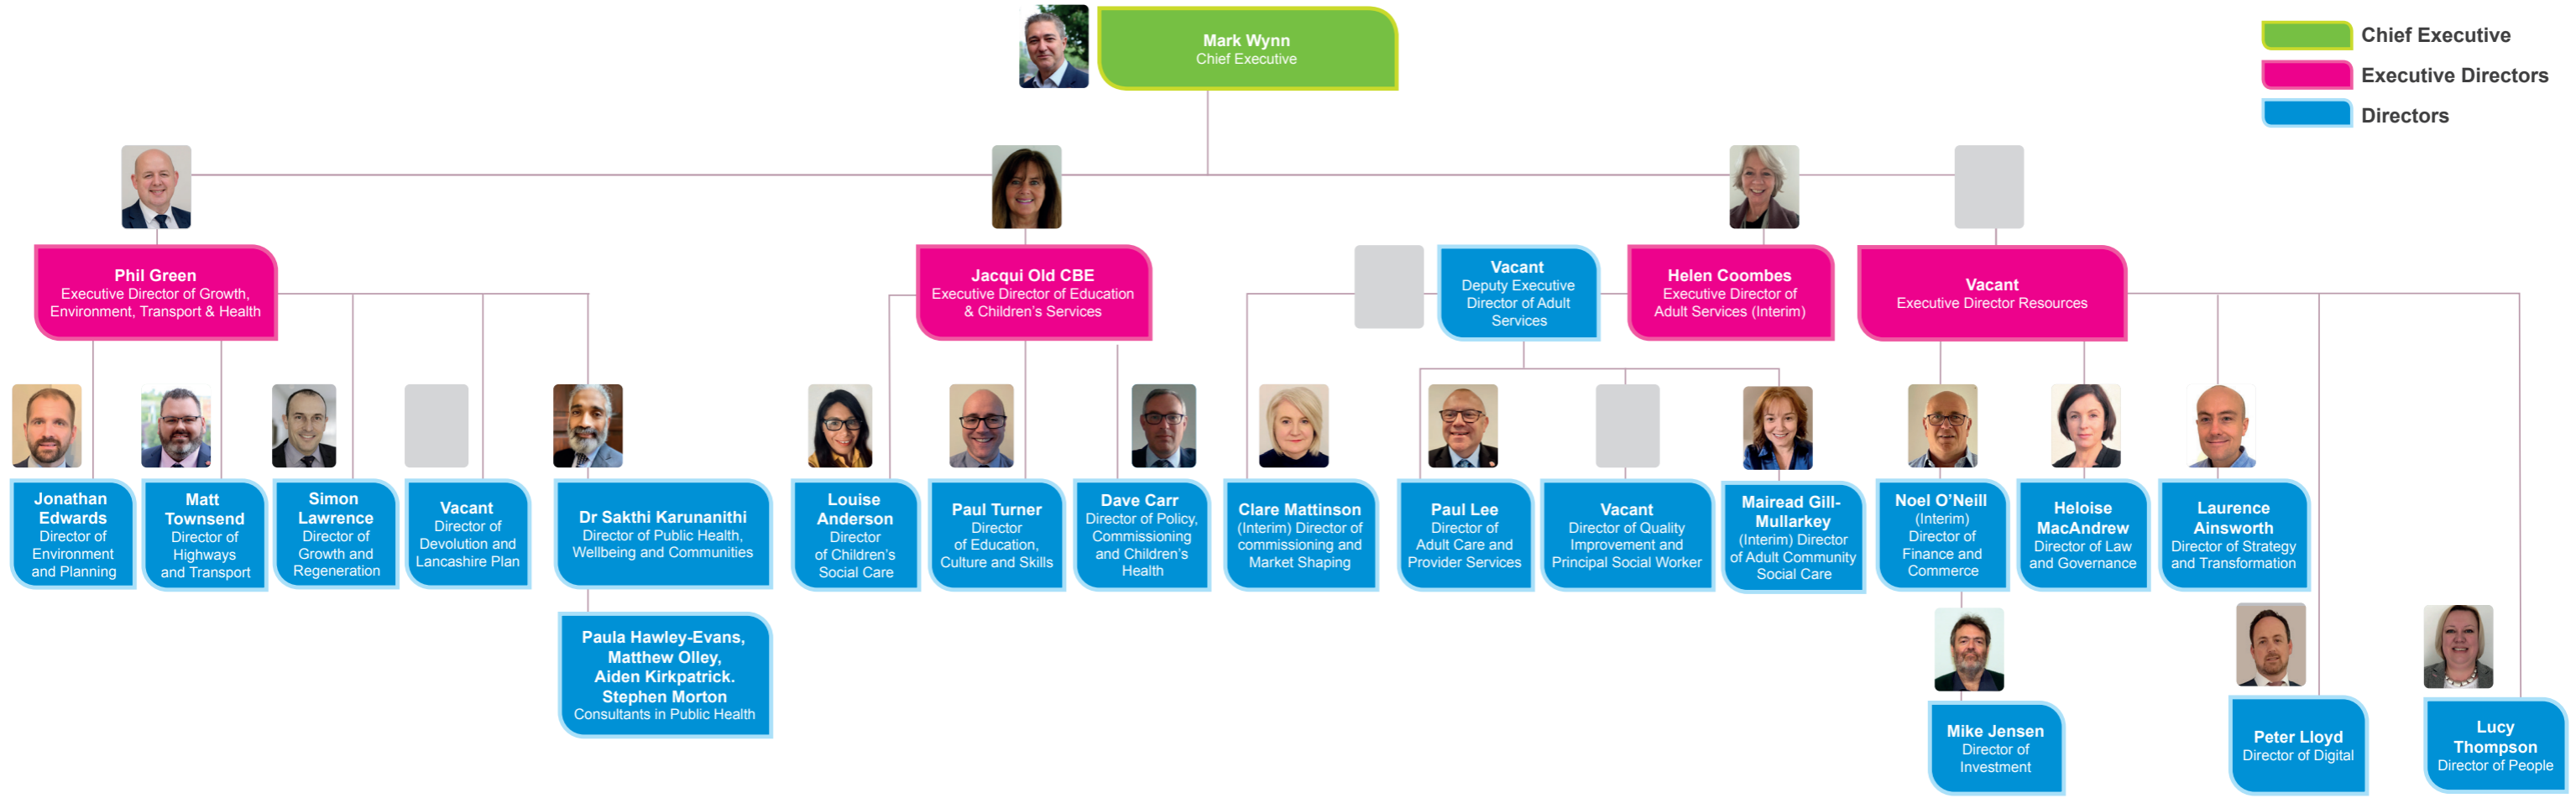 Mark Wynn
Chief Executive
Chief Executive
Executive Directors
Directors
Phil Green
Executive Director of Growth,
Environment, Transport & Health
Jacqui Old CBE
Executive Director of Education
& Children's Services
Vacant
Deputy Executive
Director of Adult
Services
Helen Coombes
Executive Director of
Adult Services (Interim)
Vacant
Executive Director Resources
Jonathan
Edwards
Director of
Environment
and Planning
Matt
Townsend
Director of
Highways
and Transport
Simon
Lawrence
Director of
Growth and
Regeneration
Vacant
Director of
Devolution and
Lancashire Plan
Dr Sakthi Karunanithi
Director of Public Health,
Wellbeing and Communities
Louise
Anderson
Director
of Children's
Social Care
Paul Turner
Director
of Education,
Culture and Skills
Dave Carr
Director of Policy,
Commissioning
and Children's
Health
Clare Mattinson
(Interim) Director of
commissioning and
Market Shaping
Paul Lee
Director of
Adult Care and
Provider Services
Vacant
Director of Quality
Improvement and
Principal Social Worker
Mairead Gill-
Mullarkey
(Interim) Director
of Adult Community
Social Care
Noel O'Neill
(Interim)
Director of
Finance and
Commerce
Heloise
MacAndrew
Director of Law
and Governance
Laurence
Ainsworth
Director of Strategy
and Transformation
Paula Hawley-Evans,
Matthew Olley,
Aiden Kirkpatrick.
Stephen Morton
Consultants in Public Health
Mike Jensen
Director of
Investment
Peter Lloyd
Director of Digital
Lucy
Thompson
Director of People